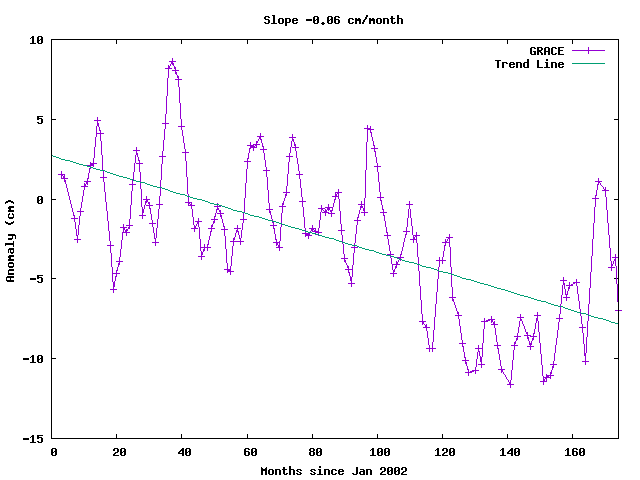 Slope -0.06 cm/month
GRACE
Trend Line
10
5
0
-5
-10
-15
Anomaly (cm)
0 20 40 60 80 100 120 140 160
Months since Jan 2002